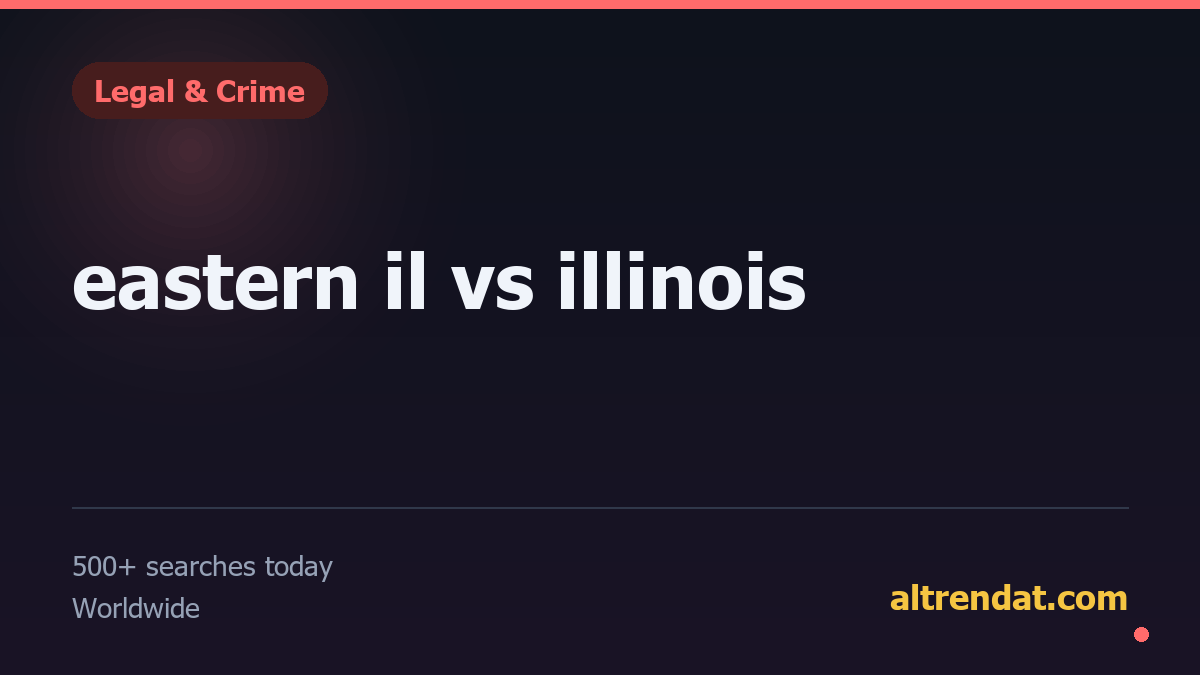 Legal & Crime
eastern il vs illinois
500+ searches today
Worldwide
altrendat.com